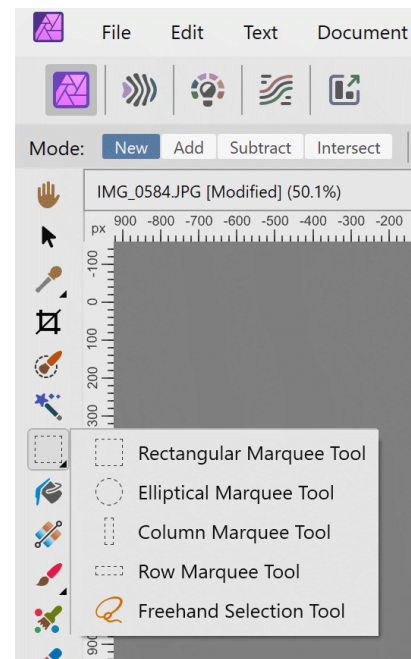 File Edit Text Document
Mode: New Add Subtract Intersect
IMG_0584.JPG [Modified] (50.1%)
px 900 -800 -700 -600 -500 -400 -300 -200
-100
0
100
200
300
Rectangular Marquee Tool
Elliptical Marquee Tool
Column Marquee Tool
Row Marquee Tool
Freehand Selection Tool
900